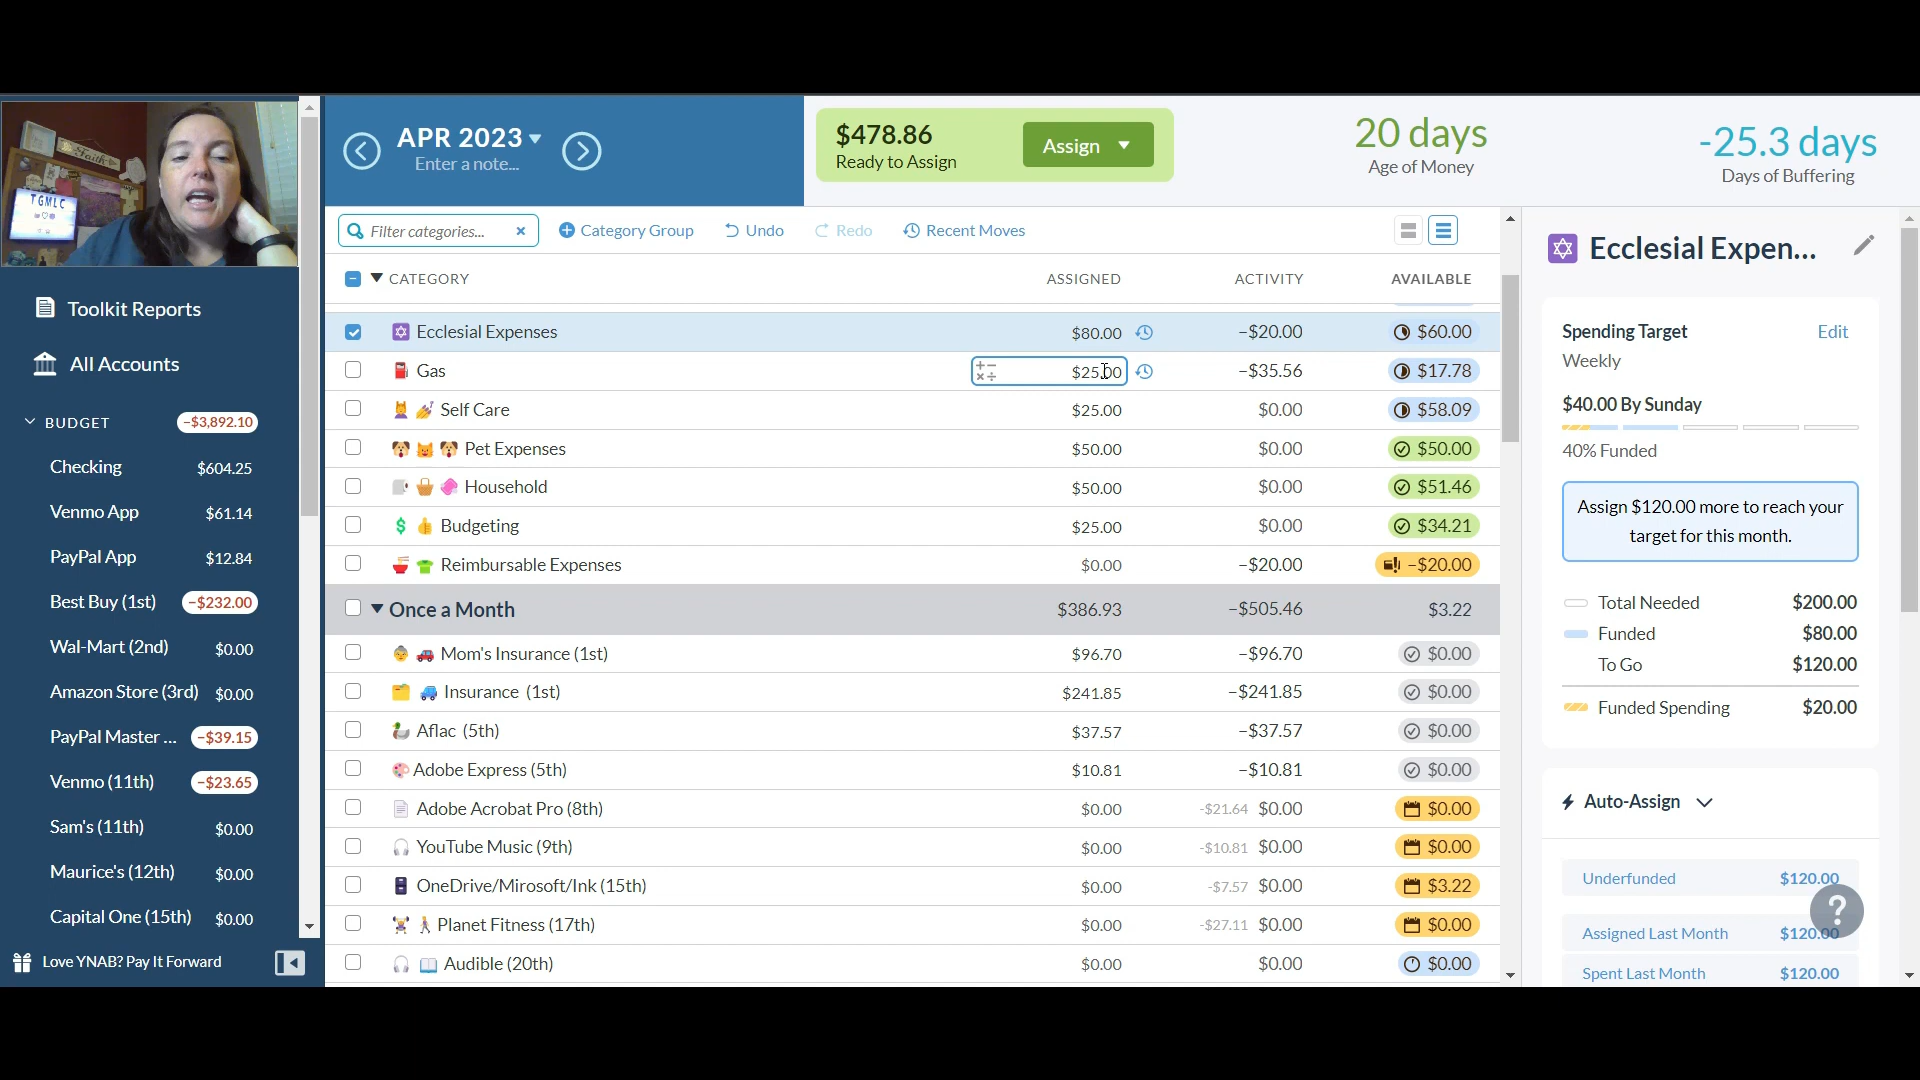 Faith
TGMLC
Toolkit Reports
All Accounts
BUDGET -$3,892.10
Checking $604.25
Venmo App $61.14
PayPal App $12.84
Best Buy (1st) -$232.00
Wal-Mart (2nd) $0.00
Amazon Store (3rd) $0.00
PayPal Master ... -$39.15
Venmo (11th) -$23.65
Sam's (11th) $0.00
Maurice's (12th) $0.00
Capital One (15th) $0.00
Love YNAB? Pay It Forward
APR 2023
Enter a note...
$478.86
Ready to Assign
Assign
20 days
Age of Money
-25.3 days
Days of Buffering
Filter categories... Category Group Undo Redo Recent Moves
CATEGORY ASSIGNED ACTIVITY AVAILABLE
Ecclesial Expenses $80.00 -$20.00 $60.00
Gas $25.00 -$35.56 $17.78
Self Care $25.00 $0.00 $58.09
Pet Expenses $50.00 $0.00 $50.00
Household $50.00 $0.00 $51.46
Budgeting $25.00 $0.00 $34.21
Reimbursable Expenses $0.00 -$20.00 -$20.00
Once a Month $386.93 -$505.46 $3.22
Mom's Insurance (1st) $96.70 -$96.70 $0.00
Insurance (1st) $241.85 -$241.85 $0.00
Aflac (5th) $37.57 -$37.57 $0.00
Adobe Express (5th) $10.81 -$10.81 $0.00
Adobe Acrobat Pro (8th) $0.00 -$21.64 $0.00 $0.00
YouTube Music (9th) $0.00 -$10.81 $0.00 $0.00
OneDrive/Mirosoft/Ink (15th) $0.00 -$7.57 $0.00 $3.22
Planet Fitness (17th) $0.00 -$27.11 $0.00 $0.00
Audible (20th) $0.00 $0.00 $0.00
Ecclesial Expen...
Spending Target Edit
Weekly
$40.00 By Sunday
40% Funded
Assign $120.00 more to reach your
target for this month.
Total Needed $200.00
Funded $80.00
To Go $120.00
Funded Spending $20.00
Auto-Assign
Underfunded $120.00
Assigned Last Month $120.00
Spent Last Month $120.00
?